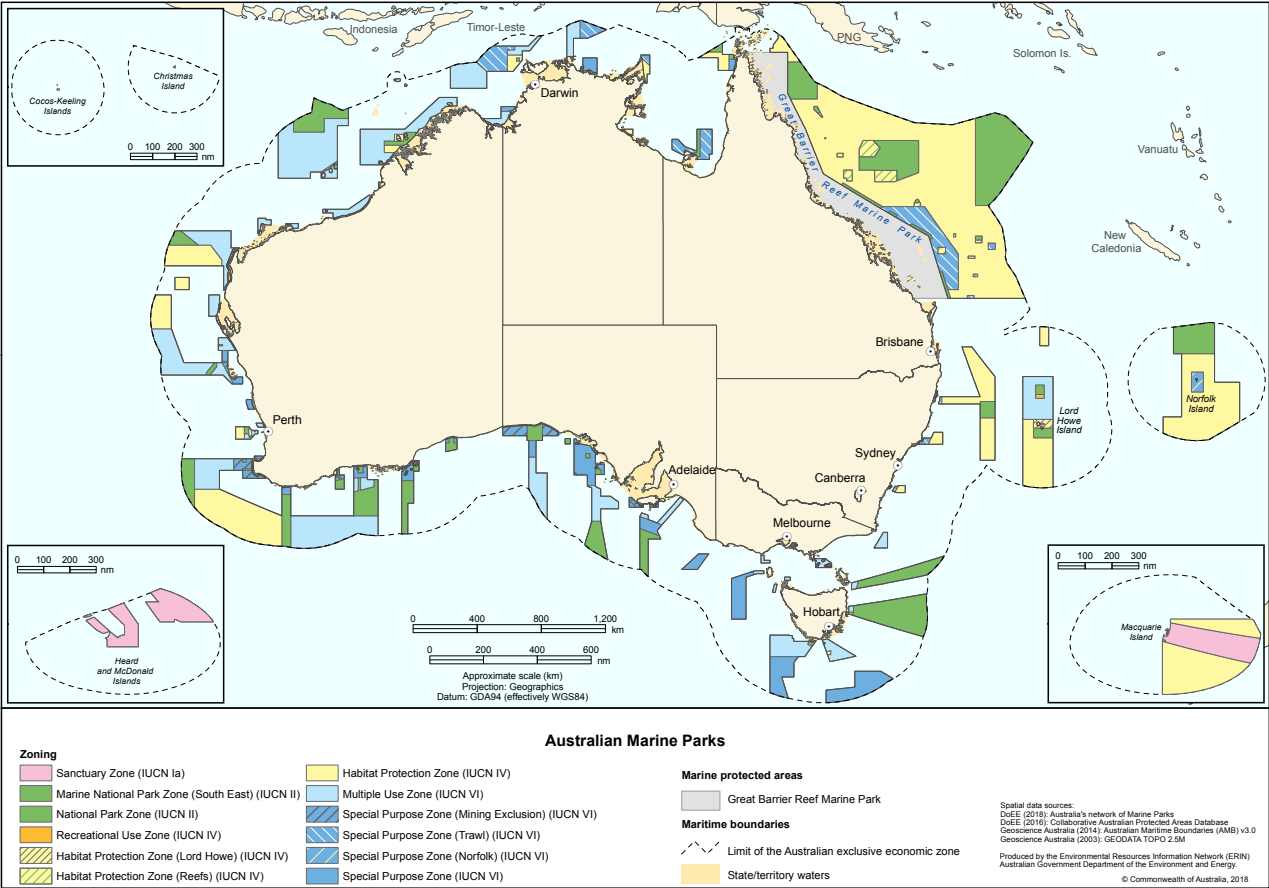 Indonesia
Timor-Leste
PNG
Solomon Is.
Vanuatu
New
Caledonia
Cocos-Keeling
Islands
Christmas
Island
0 100 200 300
nm
Darwin
Great Barrier Reef Marine Park
Brisbane
Perth
Adelaide
Sydney
Canberra
Melbourne
Hobart
Lord
Howe
Island
Norfolk
Island
0 100 200 300
nm
Heard
and McDonald
Islands
0 400 800 1,200
km
0 200 400 600
nm
Approximate scale (km)
Projection: Geographics
Datum: GDA94 (effectively WGS84)
0 100 200 300
nm
Macquarie
Island
Australian Marine Parks
Zoning
Sanctuary Zone (IUCN Ia)
Marine National Park Zone (South East) (IUCN II)
National Park Zone (IUCN II)
Recreational Use Zone (IUCN IV)
Habitat Protection Zone (Lord Howe) (IUCN IV)
Habitat Protection Zone (Reefs) (IUCN IV)
Habitat Protection Zone (IUCN IV)
Multiple Use Zone (IUCN VI)
Special Purpose Zone (Mining Exclusion) (IUCN VI)
Special Purpose Zone (Trawl) (IUCN VI)
Special Purpose Zone (Norfolk) (IUCN VI)
Special Purpose Zone (IUCN VI)
Marine protected areas
Great Barrier Reef Marine Park
Maritime boundaries
Limit of the Australian exclusive economic zone
State/territory waters
Spatial data sources:
DoEE (2018): Australia's network of Marine Parks
DoEE (2016): Collaborative Australian Protected Areas Database
Geoscience Australia (2014): Australian Maritime Boundaries (AMB) v3.0
Geoscience Australia (2003): GEODATA TOPO 2.5M
Produced by the Environmental Resources Information Network (ERIN)
Australian Government Department of the Environment and Energy.
© Commonwealth of Australia, 2018